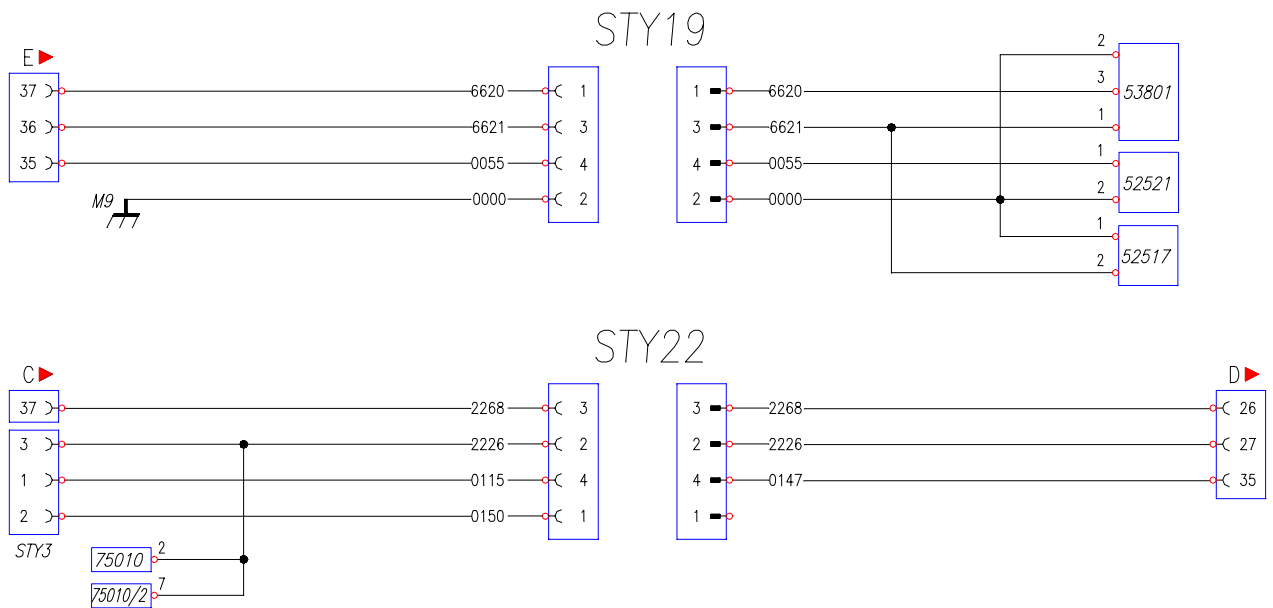 STY19
E
37 6620 1 1 6620 3 53801
2
36 6621 3 3 6621 1
35 0055 4 4 0055 1 52521
M9 0000 2 2 0000 2
1 52517
2
STY22
C D
37 2268 3 3 2268 26
3 2226 2 2 2226 27
1 0115 4 4 0147 35
2 0150 1 1
STY3
75010 2
75010/2 7